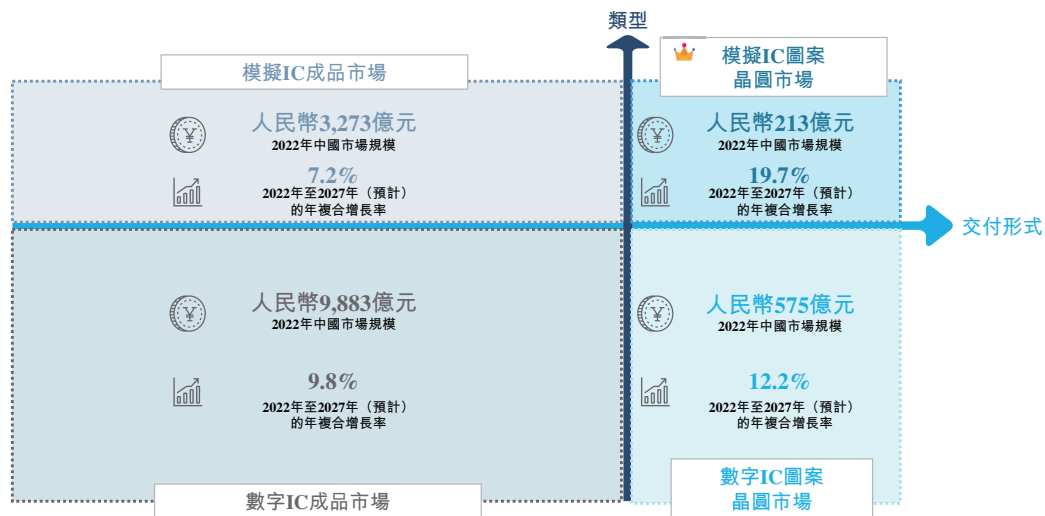 類型
模擬IC成品市場
模擬IC圖案
晶圓市場
人民幣3,273億元
2022年中國市場規模
7.2%
2022年至2027年（預計）
的年複合增長率
人民幣213億元
2022年中國市場規模
19.7%
2022年至2027年（預計）
的年複合增長率
交付形式
¥
人民幣9,883億元
2022年中國市場規模
9.8%
2022年至2027年（預計）
的年複合增長率
¥
人民幣575億元
2022年中國市場規模
12.2%
2022年至2027年（預計）
的年複合增長率
數字IC成品市場
數字IC圖案
晶圓市場